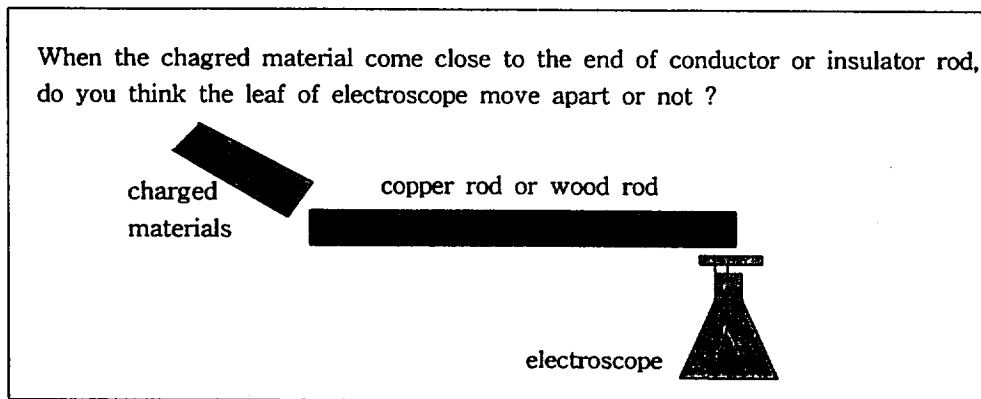 When the chagred material come close to the end of conductor or insulator rod,
do you think the leaf of electroscope move apart or not ?
charged
materials
copper rod or wood rod
electroscope